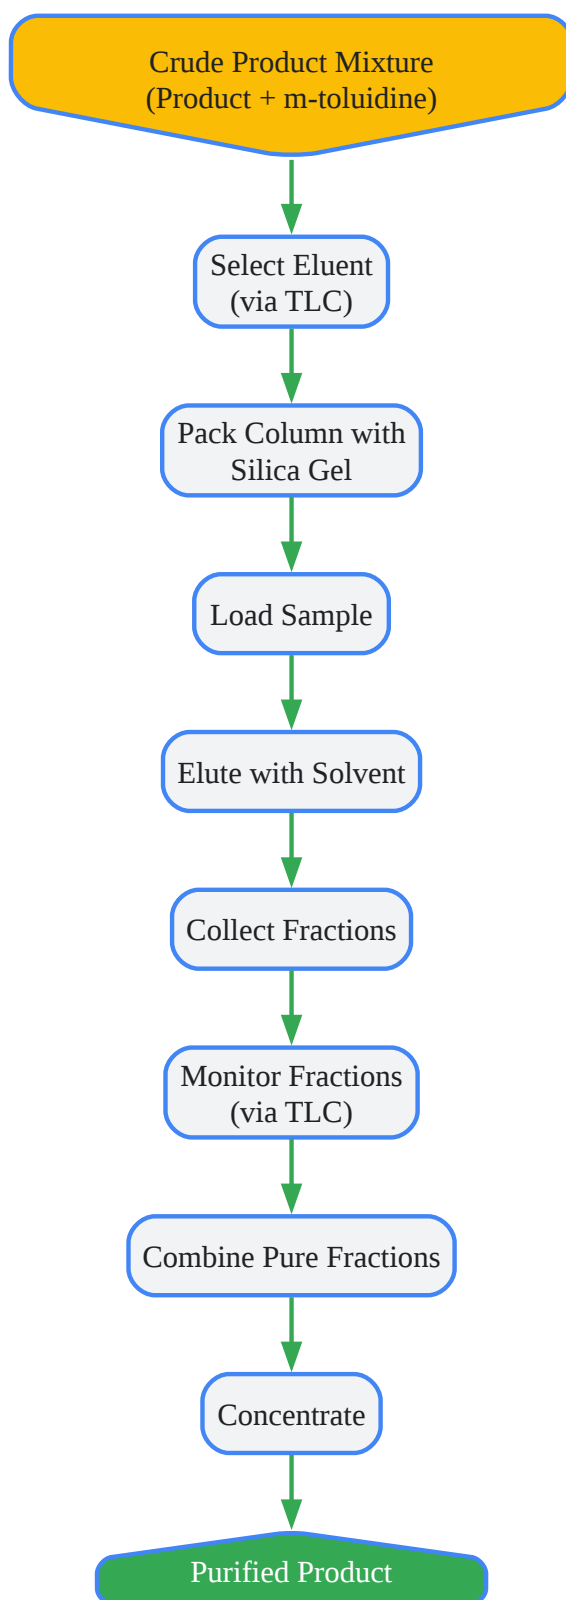 Crude Product Mixture
(Product + m-toluidine)
Select Eluent
(via TLC)
Pack Column with
Silica Gel
Load Sample
Elute with Solvent
Collect Fractions
Monitor Fractions
(via TLC)
Combine Pure Fractions
Concentrate
Purified Product